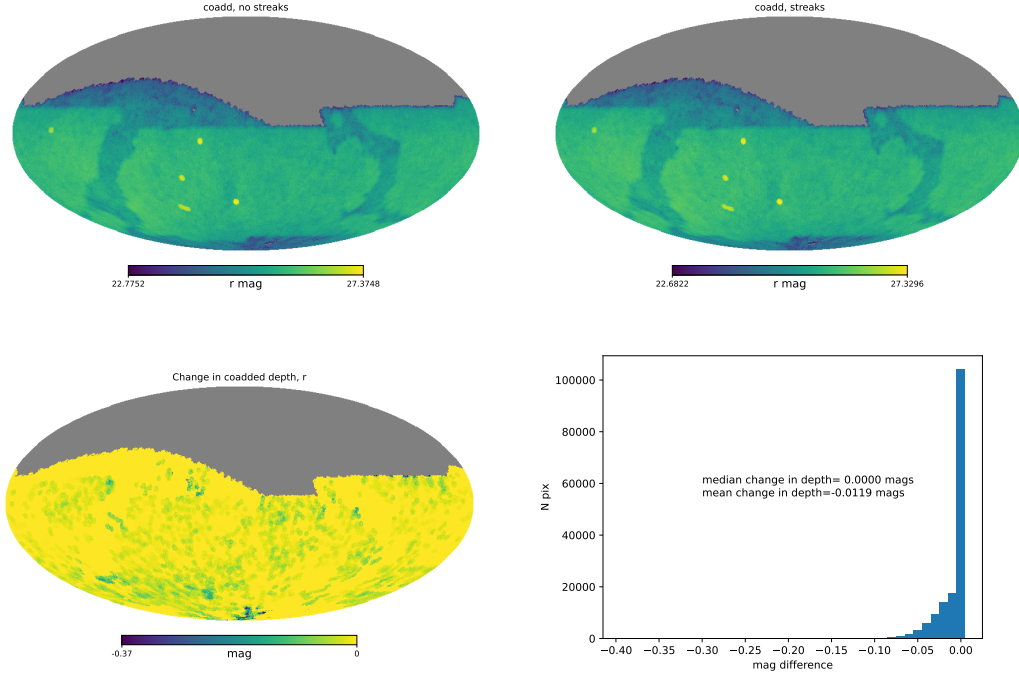 coadd, no streaks
22.7752 27.3748
r mag
coadd, streaks
22.6822 27.3296
r mag
Change in coadded depth, r
-0.37 mag 0
100000
80000
60000
40000
20000
0
N pix
median change in depth= 0.0000 mags
mean change in depth=-0.0119 mags
−0.40 −0.35 −0.30 −0.25 −0.20 −0.15 −0.10 −0.05 0.00
mag difference